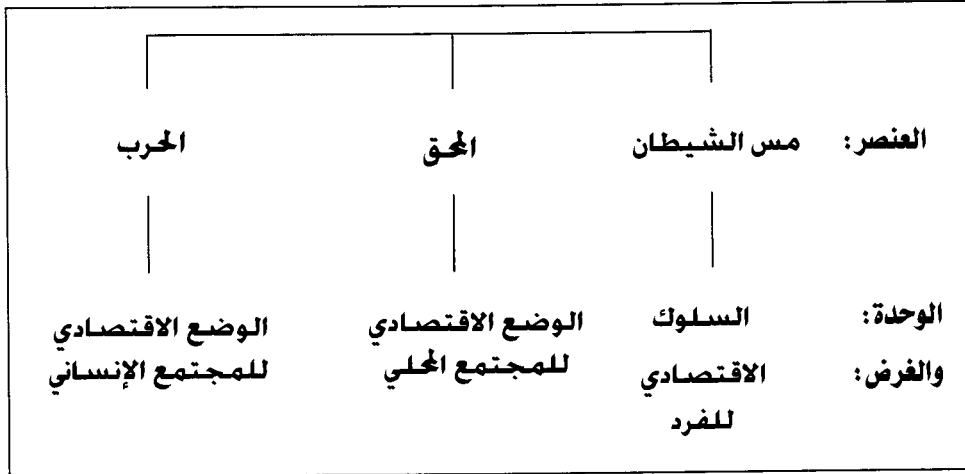 العنصر: مس الشيطان المحق الحرب
الوحدة: السلوك الوضع الاقتصادي الوضع الاقتصادي
والغرض: الاقتصادي للمجتمع المحلي للمجتمع الإنساني
للفرد